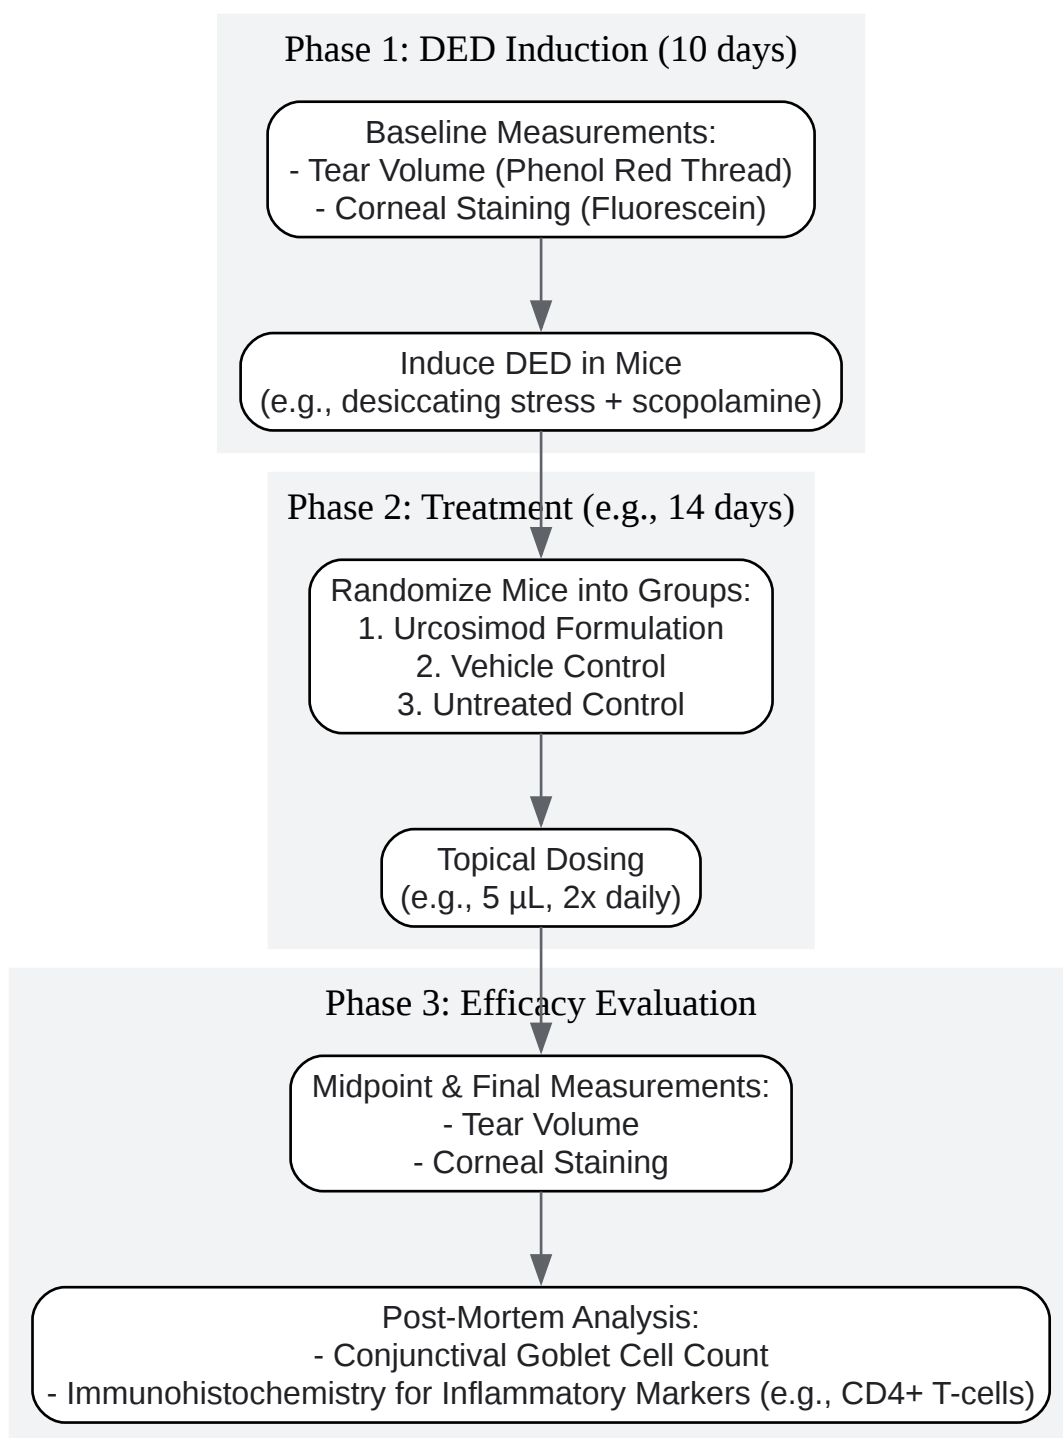 Phase 1: DED Induction (10 days)
Baseline Measurements:
- Tear Volume (Phenol Red Thread)
- Corneal Staining (Fluorescein)
Induce DED in Mice
(e.g., desiccating stress + scopolamine)
Phase 2: Treatment (e.g., 14 days)
Randomize Mice into Groups:
1. Urcosimod Formulation
2. Vehicle Control
3. Untreated Control
Topical Dosing
(e.g., 5 µL, 2x daily)
Phase 3: Efficacy Evaluation
Midpoint & Final Measurements:
- Tear Volume
- Corneal Staining
Post-Mortem Analysis:
- Conjunctival Goblet Cell Count
- Immunohistochemistry for Inflammatory Markers (e.g., CD4+ T-cells)